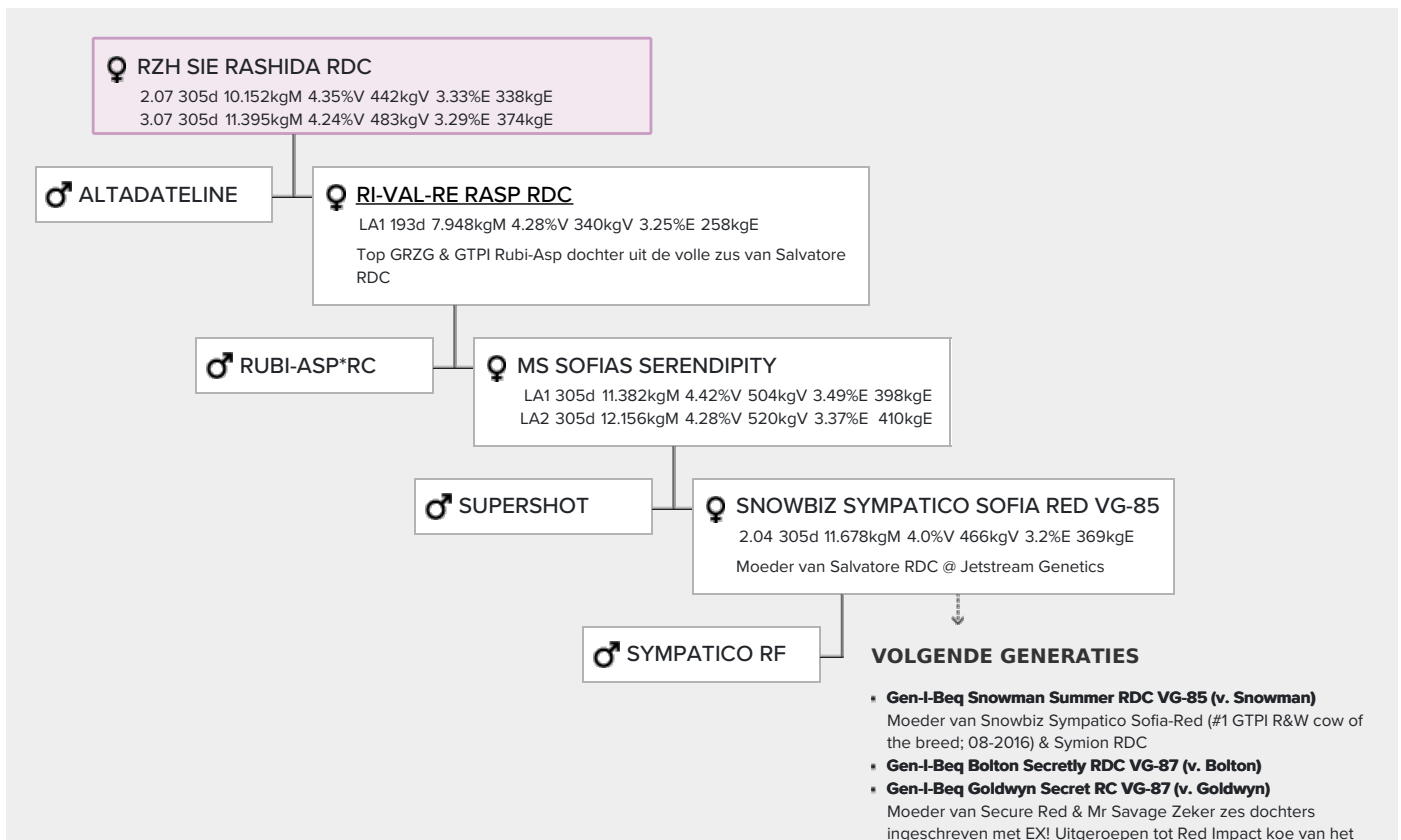 RZH SIE RASHIDA RDC
2.07 305d 10.152kgM 4.35%V 442kgV 3.33%E 338kgE
3.07 305d 11.395kgM 4.24%V 483kgV 3.29%E 374kgE
ALTADATELINE
RI-VAL-RE RASP RDC
LA1 193d 7.948kgM 4.28%V 340kgV 3.25%E 258kgE
Top GRZG & GTPI Rubi-Asp dochter uit de volle zus van Salvatore
RDC
RUBI-ASP*RC
MS SOFIAS SERENDIPITY
LA1 305d 11.382kgM 4.42%V 504kgV 3.49%E 398kgE
LA2 305d 12.156kgM 4.28%V 520kgV 3.37%E 410kgE
SUPERSHOT
SNOWBIZ SYMPATICO SOFIA RED VG-85
2.04 305d 11.678kgM 4.0%V 466kgV 3.2%E 369kgE
Moeder van Salvatore RDC @ Jetstream Genetics
SYMPATICO RF
VOLGENDE GENERATIES
Gen-I-Beq Snowman Summer RDC VG-85 (v. Snowman)
Moeder van Snowbiz Sympatico Sofia-Red (#1 GTPI R&W cow of
the breed; 08-2016) & Symion RDC
Gen-I-Beq Bolton Secretly RDC VG-87 (v. Bolton)
Gen-I-Beq Goldwyn Secret RC VG-87 (v. Goldwyn)
Moeder van Secure Red & Mr Savage Zeker zes dochters
ingeschreven met EX! Uitgeroepen tot Red Impact koe van het